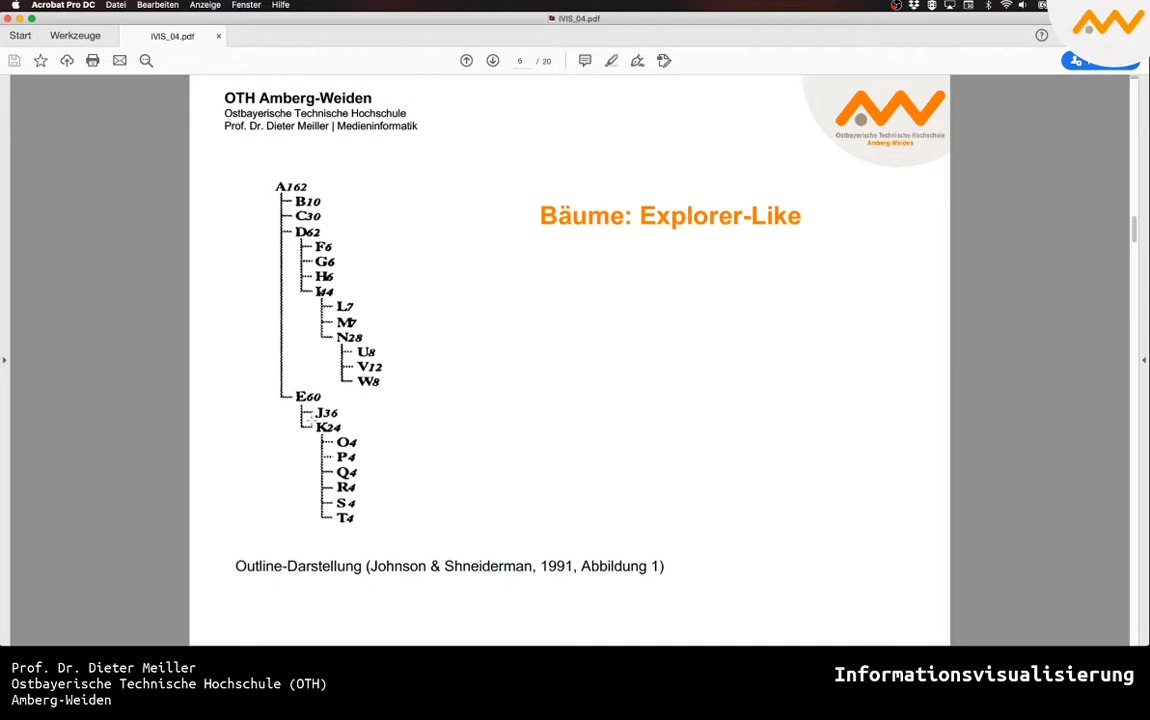 Acrobat Pro DC Datei Bearbeiten Anzeige Fenster Hilfe
IVIS_04.pdf
Start Werkzeuge IVIS_04.pdf ×
6 / 20
OTH Amberg-Weiden
Ostbayerische Technische Hochschule
Prof. Dr. Dieter Meiller | Medieninformatik
Ostbayerische Technische Hochschule
Amberg-Weiden
Bäume: Explorer-Like
A162
B10
C30
D62
F6
G6
H6
I44
L7
M7
N28
U8
V12
W8
E60
J36
K24
O4
P4
Q4
R4
S4
T4
Outline-Darstellung (Johnson & Shneiderman, 1991, Abbildung 1)
Prof. Dr. Dieter Meiller
Ostbayerische Technische Hochschule (OTH)
Amberg-Weiden
Informationsvisualisierung